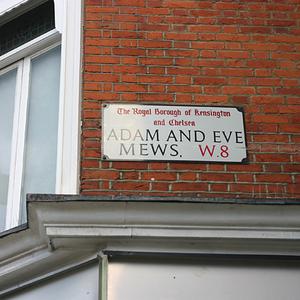 The Royal Borough of Kensington
and Chelsea
ADAM AND EVE
MEWS, W.8